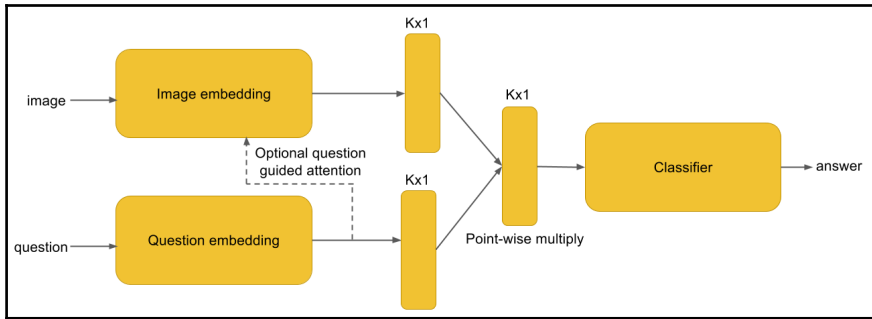 Kx1
image
Image embedding
Kx1
Optional question
guided attention
Classifier
answer
Kx1
question
Question embedding
Point-wise multiply